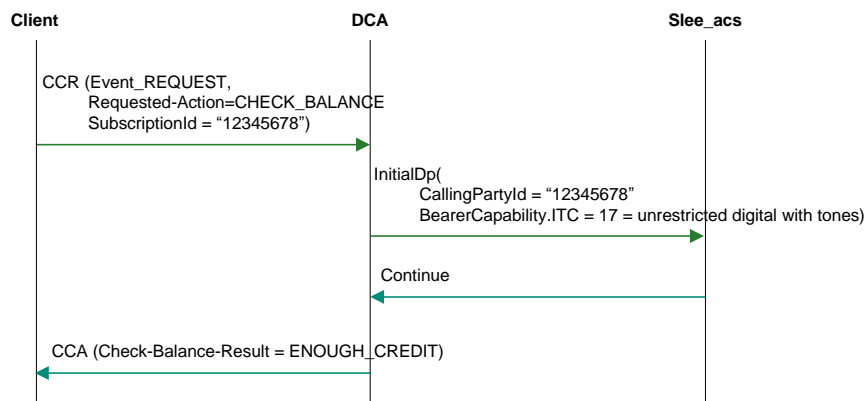 Client DCA Slee_acs
CCR (Event_REQUEST,
Requested-Action=CHECK_BALANCE
SubscriptionId = “12345678”)
InitialDp(
CallingPartyId = “12345678”
BearerCapability.ITC = 17 = unrestricted digital with tones)
Continue
CCA (Check-Balance-Result = ENOUGH_CREDIT)